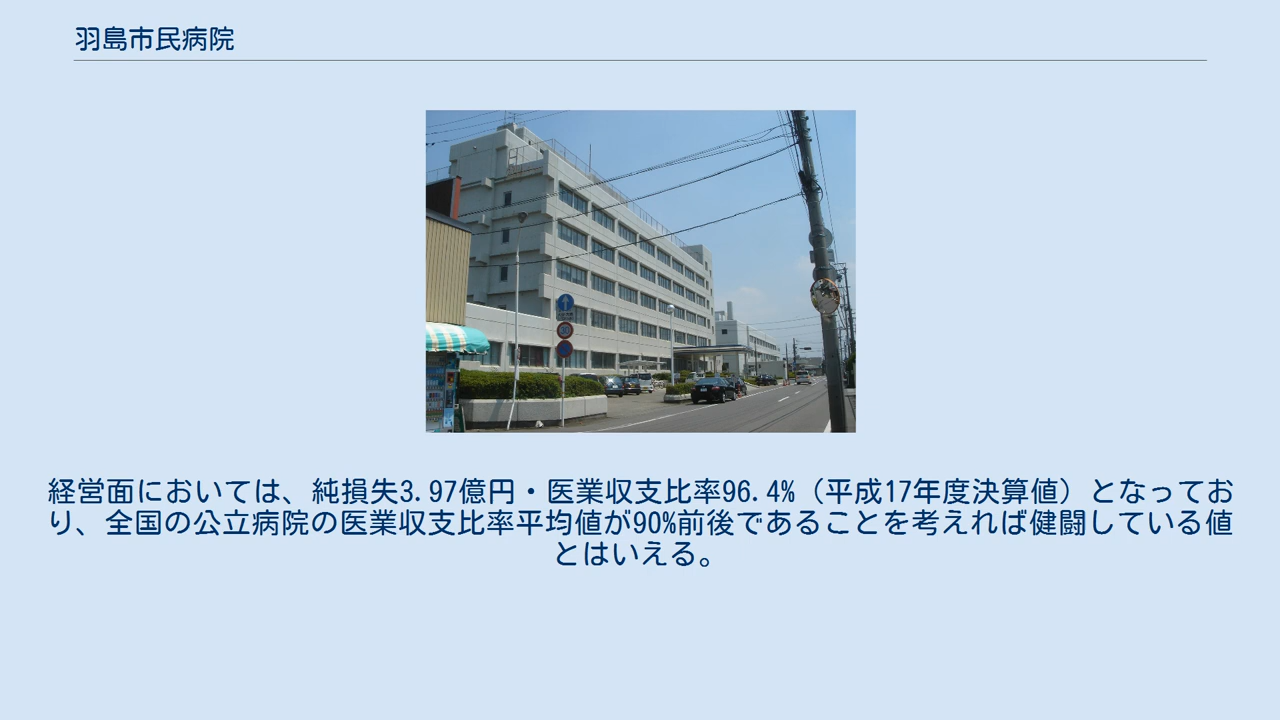 羽島市民病院
経営面においては、純損失3.97億円・医業収支比率96.4%（平成17年度決算値）となってお
り、全国の公立病院の医業収支比率平均値が90%前後であることを考えれば健闘している値
とはいえる。